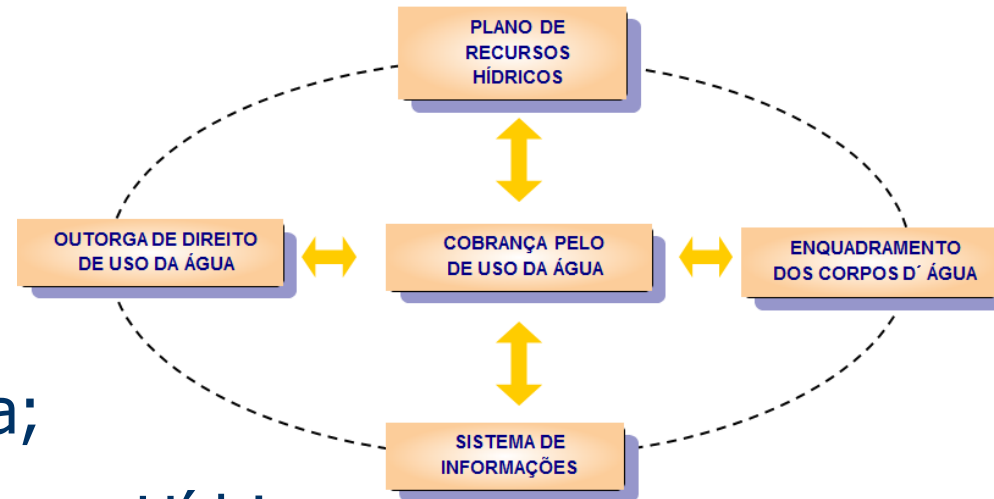 PLANO DE
RECURSOS
HÍDRICOS
OUTORGA DE DIREITO
DE USO DA ÁGUA
COBRANÇA PELO
DE USO DA ÁGUA
ENQUADRAMENTO
DOS CORPOS D´ ÁGUA
a;
SISTEMA DE
INFORMAÇÕES